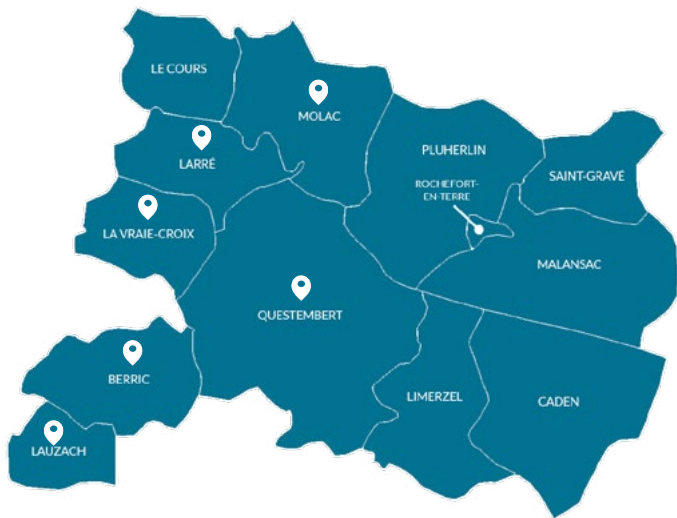 LE COURS
MOLAC
LARRÉ
PLUHERLIN
SAINT-GRAVÉ
ROCHEFORT-
EN-TERRE
LA VRAIE-CROIX
MALANSAC
QUESTEMBERT
BERRIC
LIMERZEL
CADEN
LAUZACH